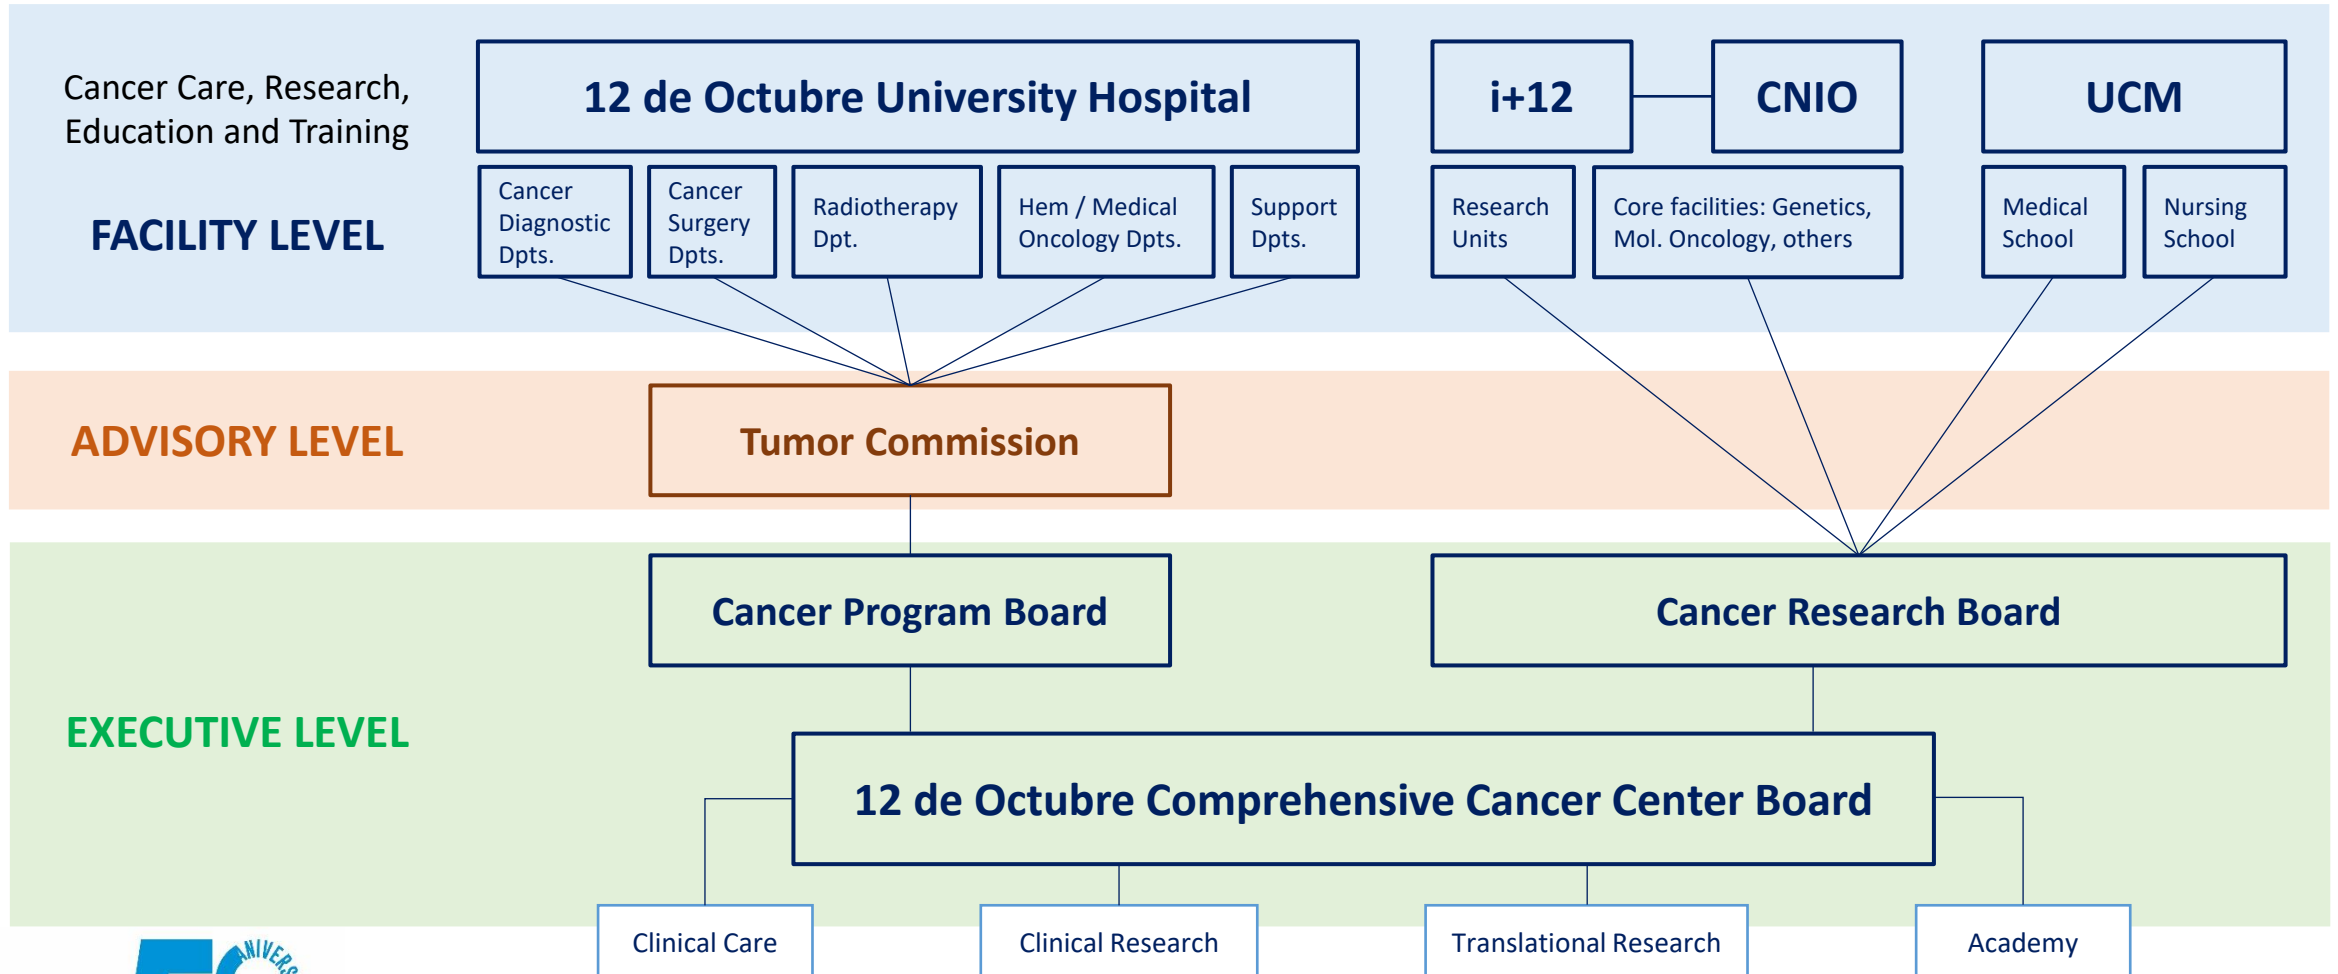 Cancer Care, Research,
Education and Training
FACILITY LEVEL
12 de Octubre University Hospital
i+12
CNIO
UCM
Cancer
Diagnostic
Dpts.
Cancer
Surgery
Dpts.
Radiotherapy
Dpt.
Hem / Medical
Oncology Dpts.
Support
Dpts.
Research
Units
Core facilities: Genetics,
Mol. Oncology, others
Medical
School
Nursing
School
ADVISORY LEVEL
Tumor Commission
EXECUTIVE LEVEL
Cancer Program Board
Cancer Research Board
12 de Octubre Comprehensive Cancer Center Board
Clinical Care
Clinical Research
Translational Research
Academy